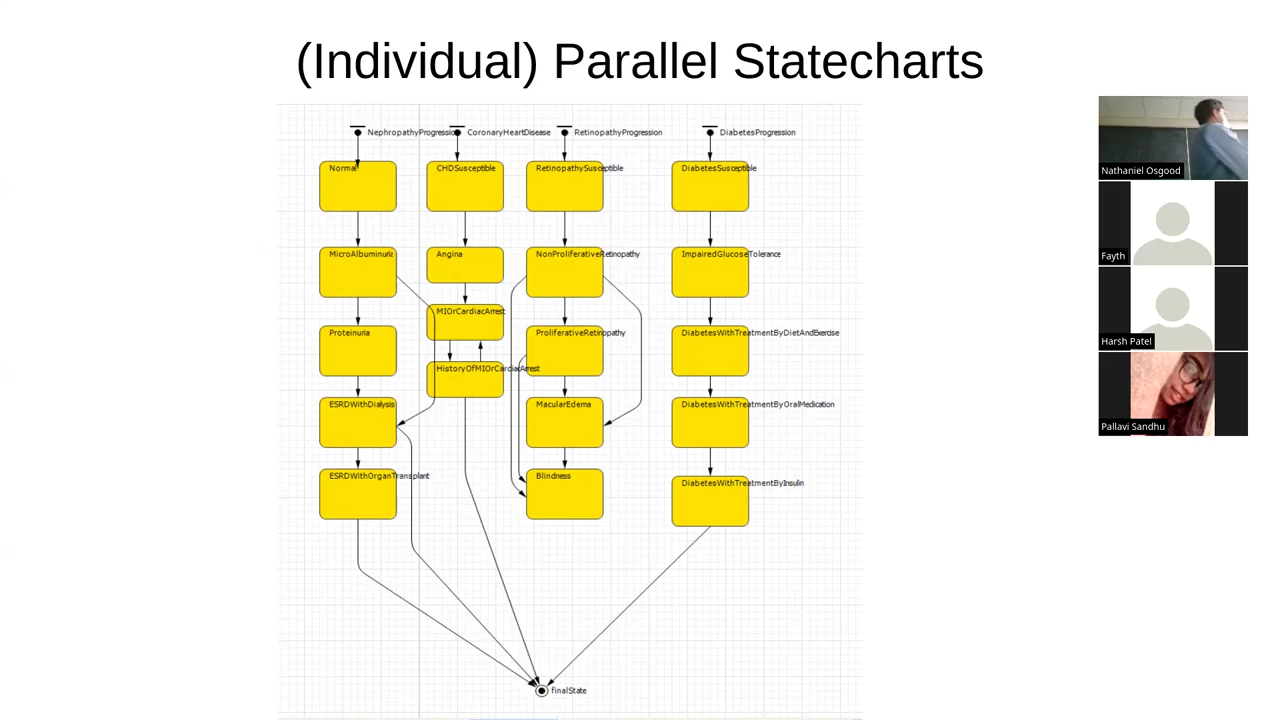 (Individual) Parallel Statecharts
NephropathyProgression
CoronaryHeartDisease
RetinopathyProgression
DiabetesProgression
Normal
CHDSusceptible
RetinopathySusceptible
DiabetesSusceptible
MicroAlbuminuria
Angina
NonProliferativeRetinopathy
ImpairedGlucoseTolerance
MIOrCardiacArrest
Proteinuria
ProliferativeRetinopathy
DiabetesWithTreatmentByDietAndExercise
HistoryOfMIOrCardiacArrest
ESRDWithDialysis
MacularEdema
DiabetesWithTreatmentByOralMedication
ESRDWithOrganTransplant
Blindness
DiabetesWithTreatmentByInsulin
finalState
Nathaniel Osgood
Fayth
Harsh Patel
Pallavi Sandhu